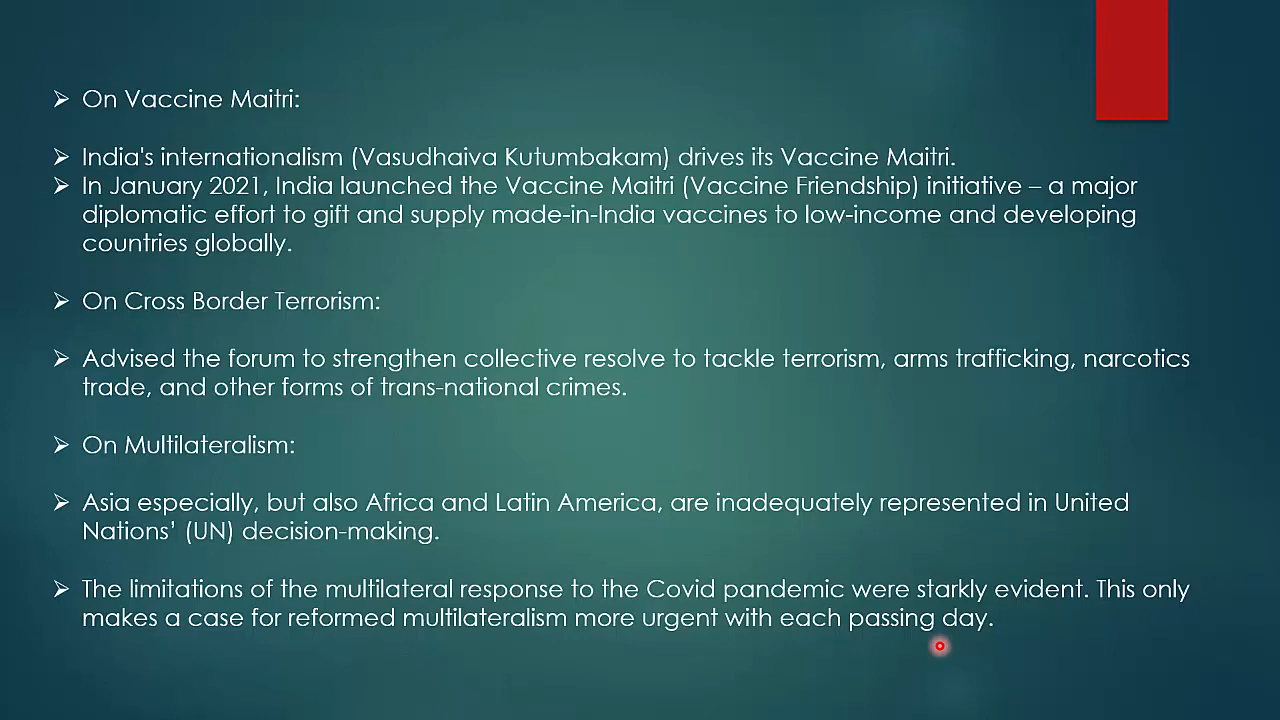 ➢ On Vaccine Maitri:
➢ India's internationalism (Vasudhaiva Kutumbakam) drives its Vaccine Maitri.
➢ In January 2021, India launched the Vaccine Maitri (Vaccine Friendship) initiative – a major
diplomatic effort to gift and supply made-in-India vaccines to low-income and developing
countries globally.
➢ On Cross Border Terrorism:
➢ Advised the forum to strengthen collective resolve to tackle terrorism, arms trafficking, narcotics
trade, and other forms of trans-national crimes.
➢ On Multilateralism:
➢ Asia especially, but also Africa and Latin America, are inadequately represented in United
Nations’ (UN) decision-making.
➢ The limitations of the multilateral response to the Covid pandemic were starkly evident. This only
makes a case for reformed multilateralism more urgent with each passing day.